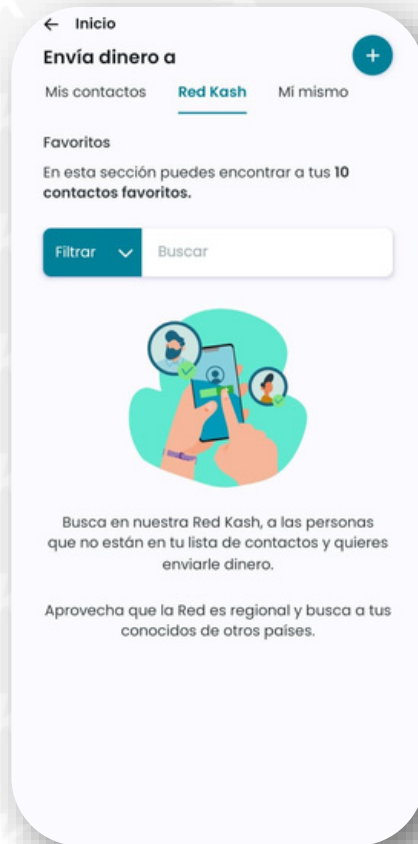 ← Inicio
Envía dinero a
+
Mis contactos Red Kash Mí mismo
Favoritos
En esta sección puedes encontrar a tus 10
contactos favoritos.
Filtrar Buscar
Busca en nuestra Red Kash, a las personas
que no están en tu lista de contactos y quieres
enviarle dinero.
Aprovecha que la Red es regional y busca a tus
conocidos de otros países.